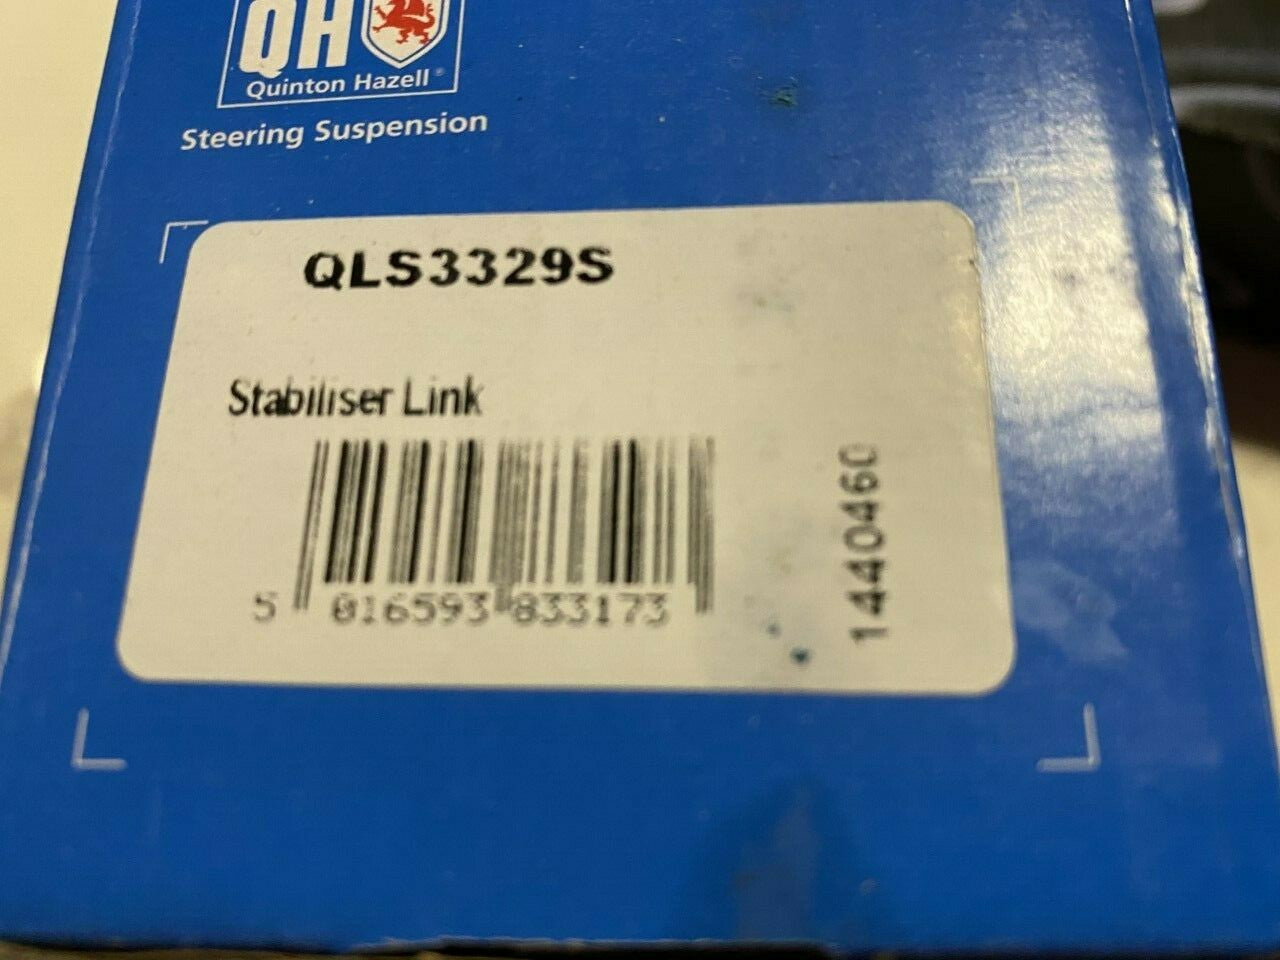 QH
Quinton Hazell®
Steering Suspension
QLS3329S
Stabiliser Link
5 016593 833173
1440460